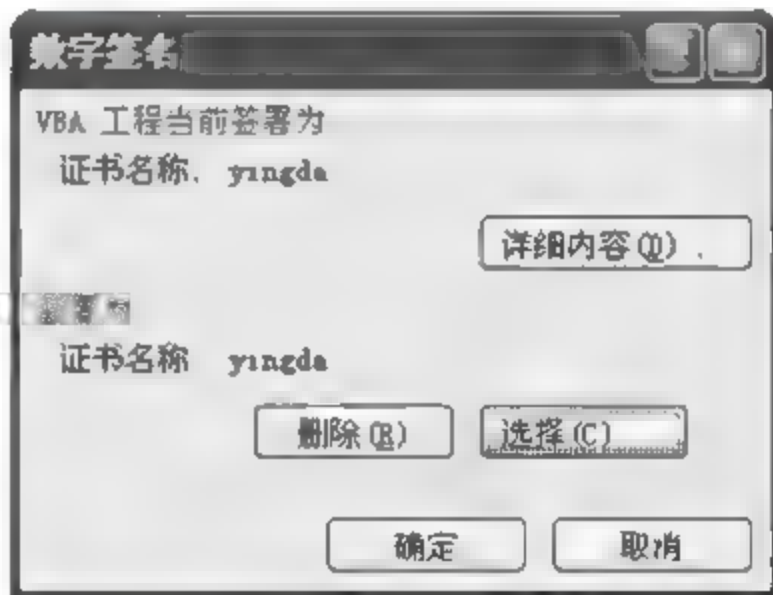 数字签名
VBA 工程当前签署为
证书名称. yingda
详细内容(D) .
证书名称 yingda
删除(R)
选择(C)
确定
取消